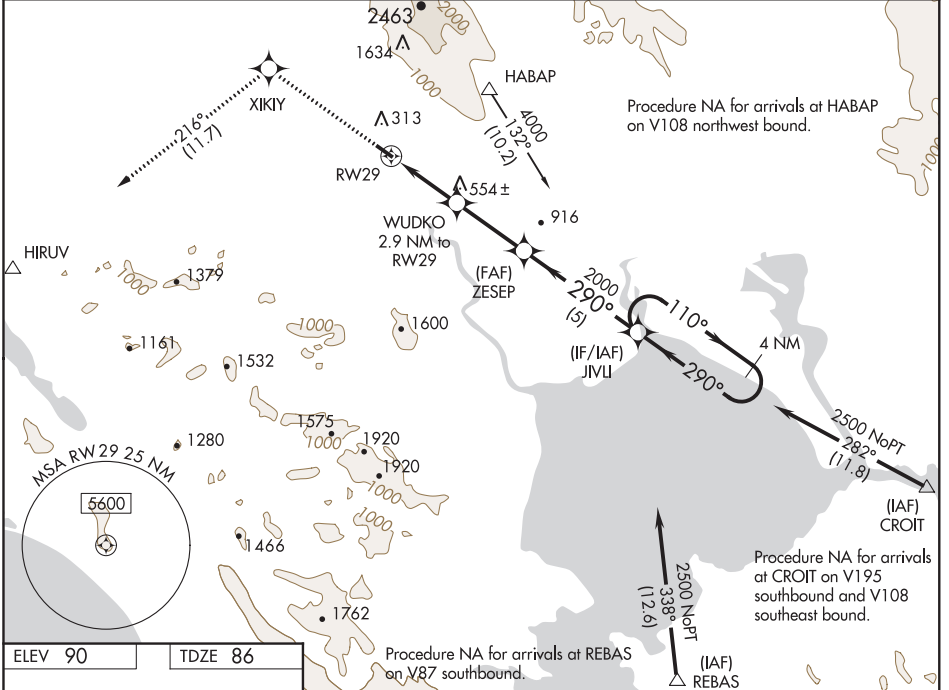 2463
2000
1634
1000
HABAP
XIKIY
4000
132°
(10.2)
Procedure NA for arrivals at HABAP
on V108 northwest bound.
1000
313
216°
(11.7)
RW29
554±
WUDKO
2.9 NM to
RW29
916
HIRUV
1000
1379
(FAF)
ZESEP
2000
290°
(5)
110°
4 NM
(IF/IAF)
JIVLI
290°
1000
1600
1161
1532
1575
1000
1920
1920
1000
1280
1000
2500 NoPT
282°
(11.8)
(IAF)
CROIT
MSA RW29 25 NM
5600
1466
Procedure NA for arrivals
at CROIT on V195
southbound and V108
southeast bound.
2500 NoPT
338°
(12.6)
1762
ELEV 90
TDZE 86
Procedure NA for arrivals at REBAS
on V87 southbound.
(IAF)
REBAS